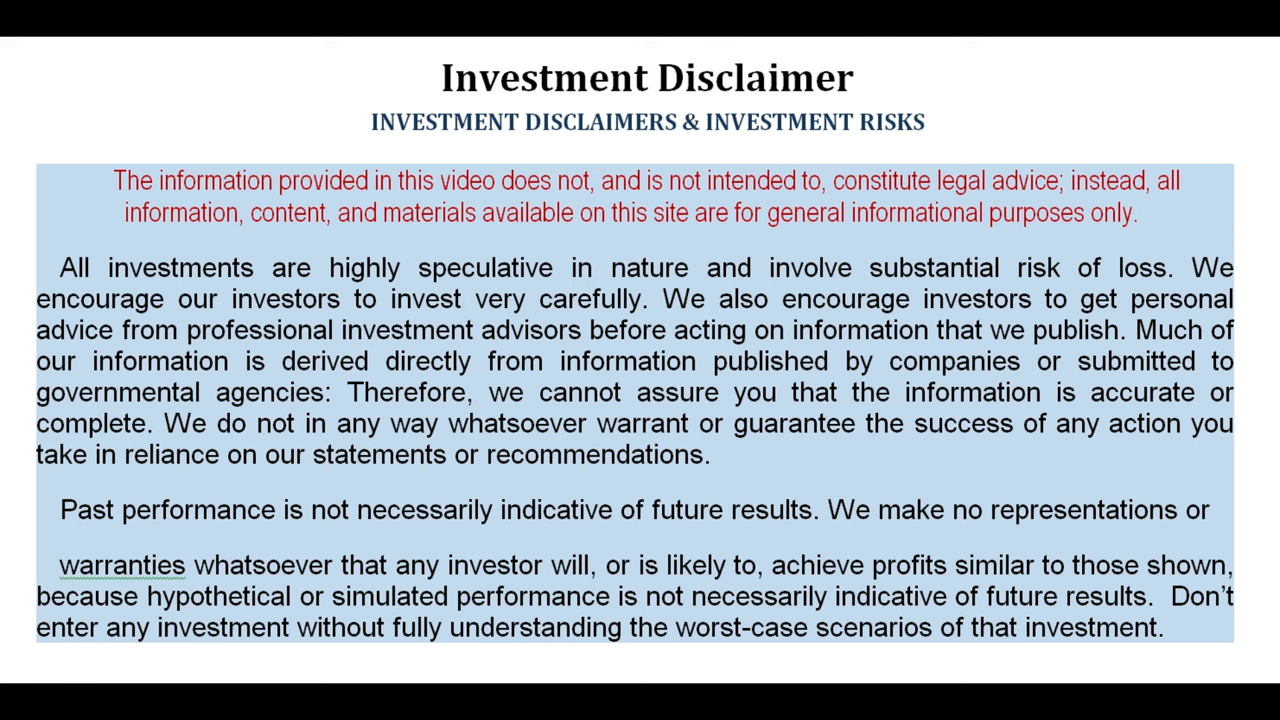 Investment Disclaimer
INVESTMENT DISCLAIMERS & INVESTMENT RISKS
The information provided in this video does not, and is not intended to, constitute legal advice; instead, all
information, content, and materials available on this site are for general informational purposes only.
All investments are highly speculative in nature and involve substantial risk of loss. We
encourage our investors to invest very carefully. We also encourage investors to get personal
advice from professional investment advisors before acting on information that we publish. Much of
our information is derived directly from information published by companies or submitted to
governmental agencies: Therefore, we cannot assure you that the information is accurate or
complete. We do not in any way whatsoever warrant or guarantee the success of any action you
take in reliance on our statements or recommendations.
Past performance is not necessarily indicative of future results. We make no representations or
warranties whatsoever that any investor will, or is likely to, achieve profits similar to those shown,
because hypothetical or simulated performance is not necessarily indicative of future results.  Don’t
enter any investment without fully understanding the worst-case scenarios of that investment.